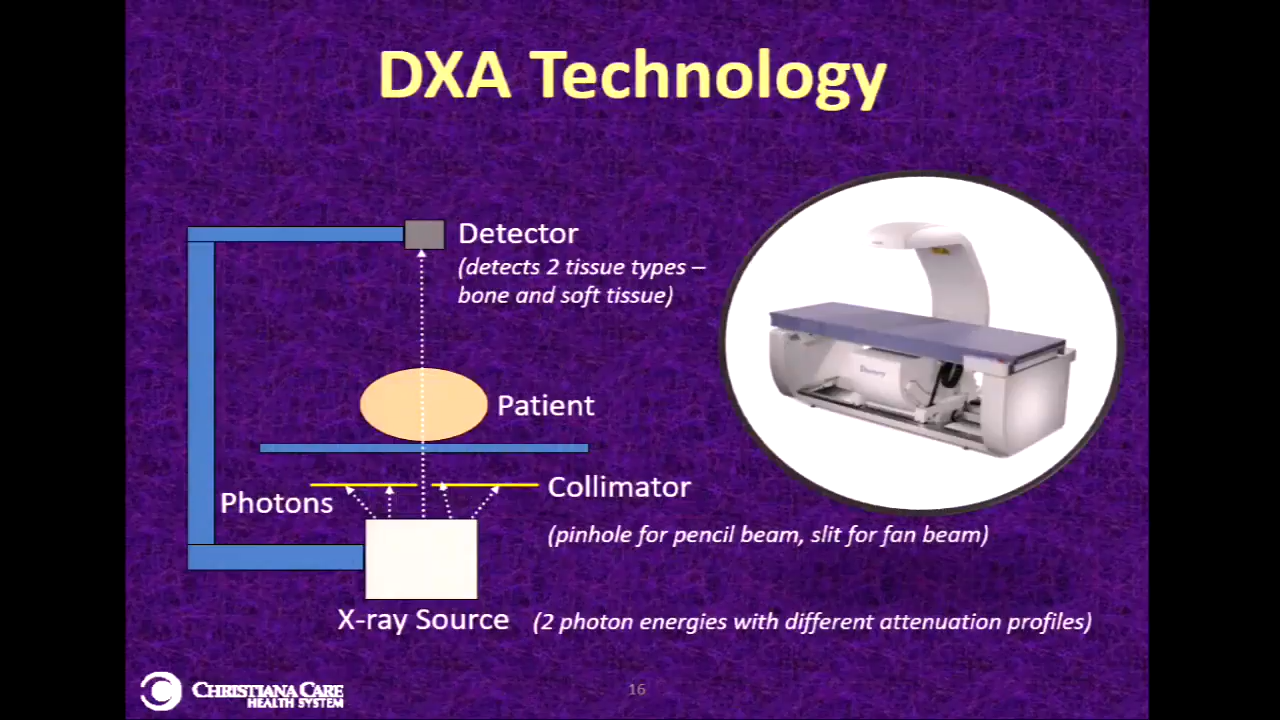 DXA Technology
Detector
(detects 2 tissue types –
bone and soft tissue)
Patient
Photons
Collimator
(pinhole for pencil beam, slit for fan beam)
X-ray Source (2 photon energies with different attenuation profiles)
CHRISTIANA CARE
HEALTH SYSTEM
16